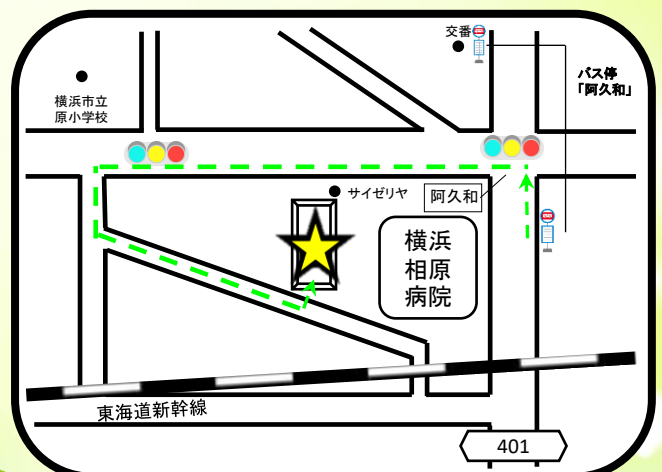 交番
バス停
「阿久和」
横浜市立
原小学校
サイゼリヤ
阿久和
横浜
相原
病院
東海道新幹線
401